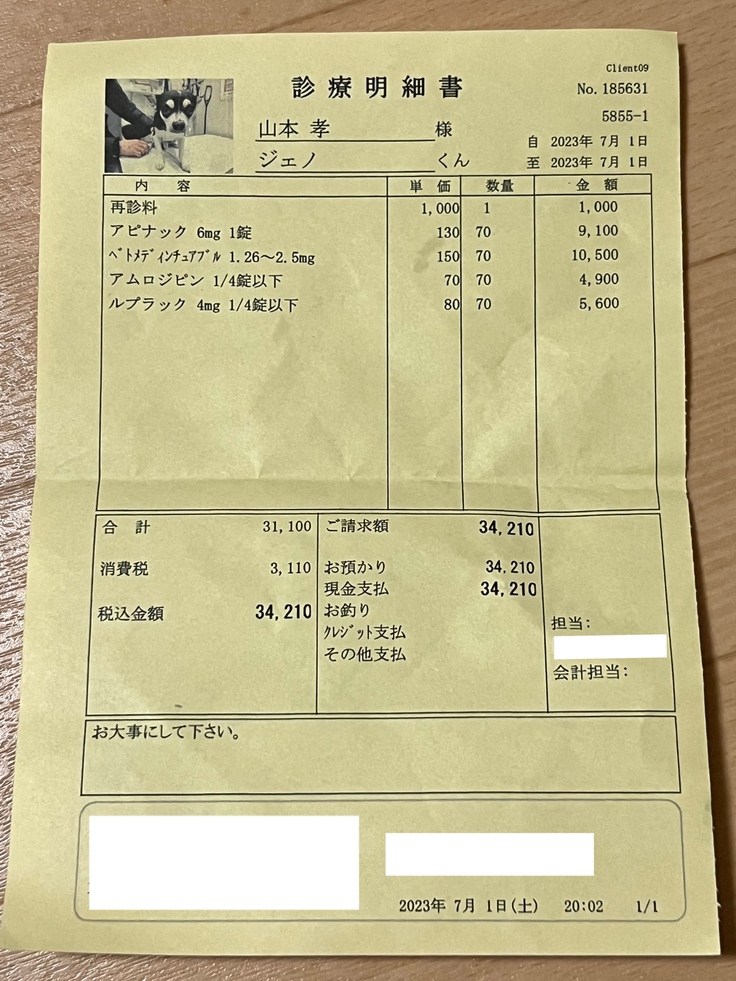 Client09
診療明細書
No. 185631
5855-1
山本 孝 様
自 2023年 7月 1日
ジェノ くん
至 2023年 7月 1日
内 容 単 価 数量 金 額
再診料 1,000 1 1,000
アピナック 6mg 1錠 130 70 9,100
ﾍﾞﾄﾒﾃﾞｨﾝﾁｭｱﾌﾞﾙ 1.26～2.5mg 150 70 10,500
アムロジピン 1/4錠以下 70 70 4,900
ルプラック 4mg 1/4錠以下 80 70 5,600
合 計 31,100 ご請求額 34,210
消費税 3,110 お預かり 34,210
現金支払 34,210
税込金額 34,210 お釣り
ｸﾚｼﾞｯﾄ支払
その他支払
担当:
会計担当:
お大事にして下さい。
2023年 7月 1日(土) 20:02 1/1